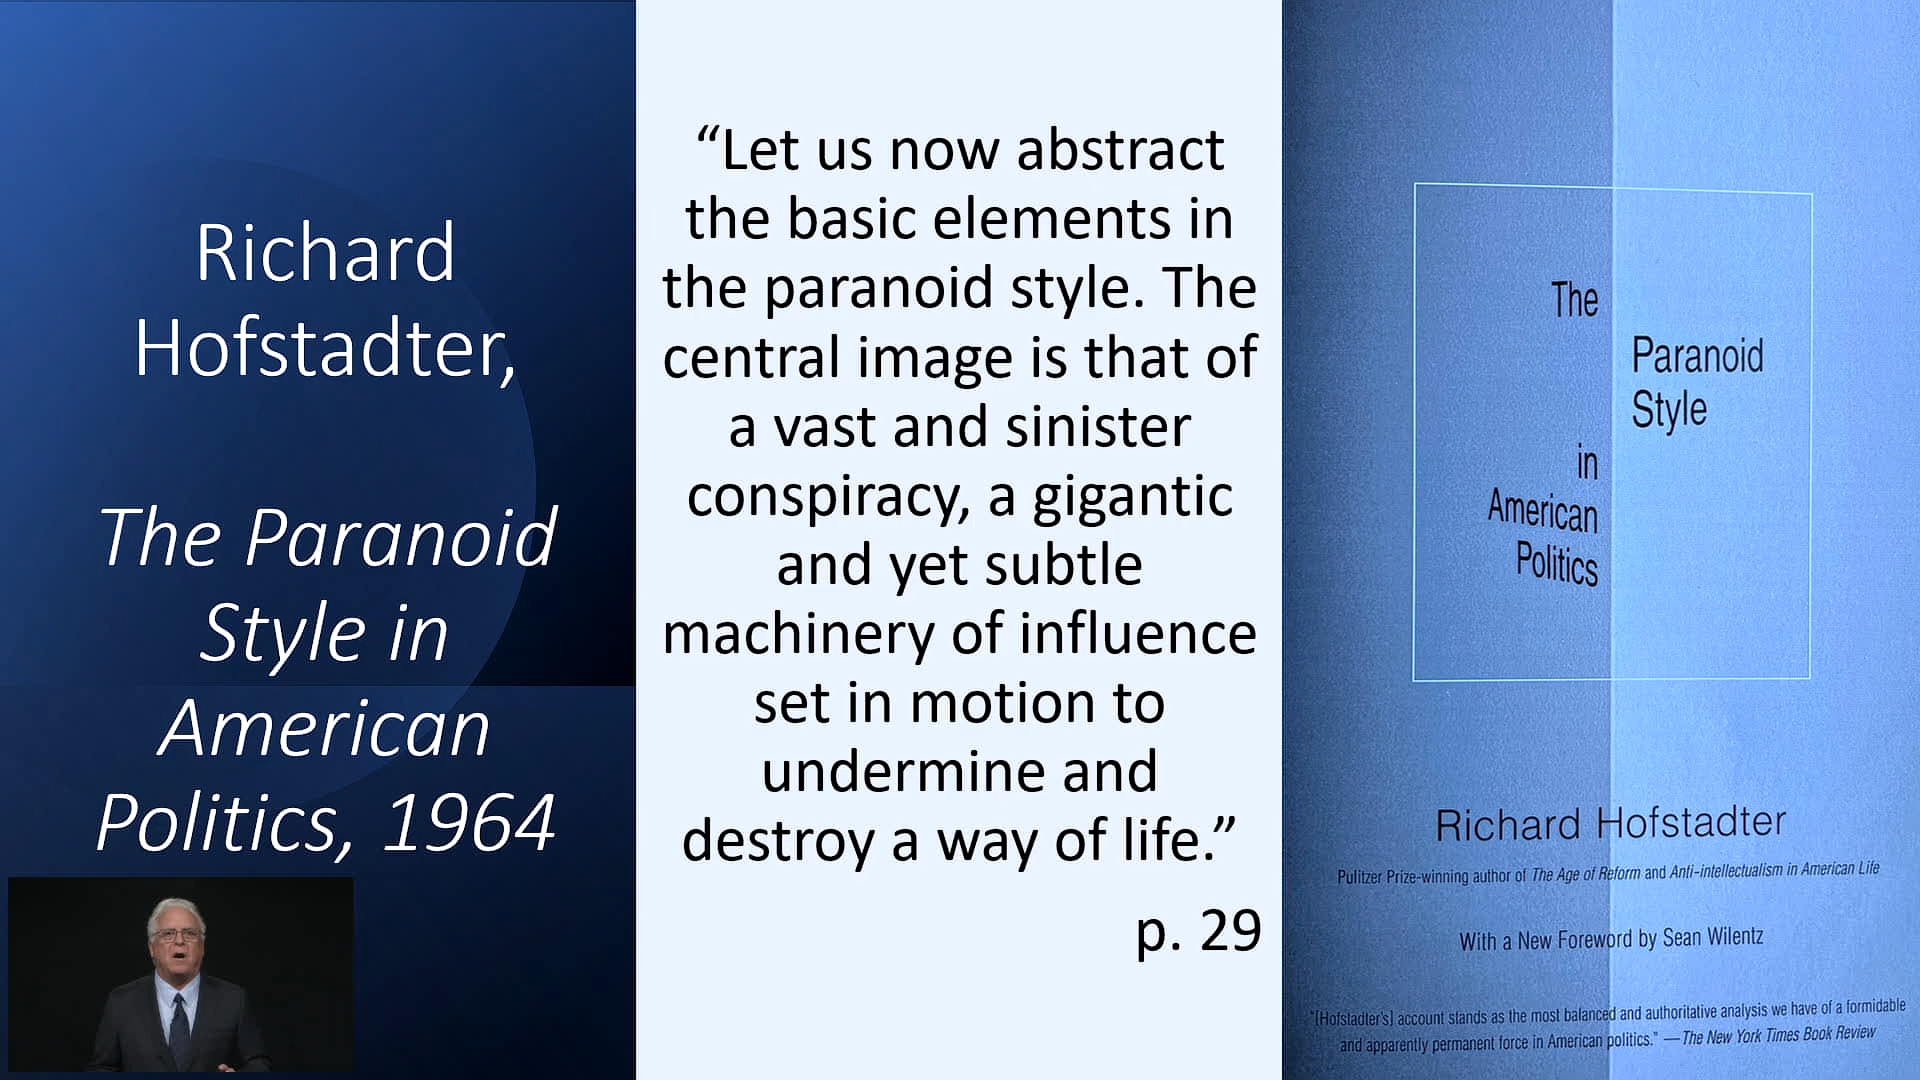 Richard
Hofstadter,
The Paranoid
Style in
American
Politics, 1964
“Let us now abstract
the basic elements in
the paranoid style. The
central image is that of
a vast and sinister
conspiracy, a gigantic
and yet subtle
machinery of influence
set in motion to
undermine and
destroy a way of life.”
p. 29
The
Paranoid
Style
in
American
Politics
Richard Hofstadter
Pulitzer Prize-winning author of The Age of Reform and Anti-intellectualism in American Life
With a New Foreword by Sean Wilentz
"[Hofstadter's] account stands as the most balanced and authoritative analysis we have of a formidable
and apparently permanent force in American politics." —The New York Times Book Review